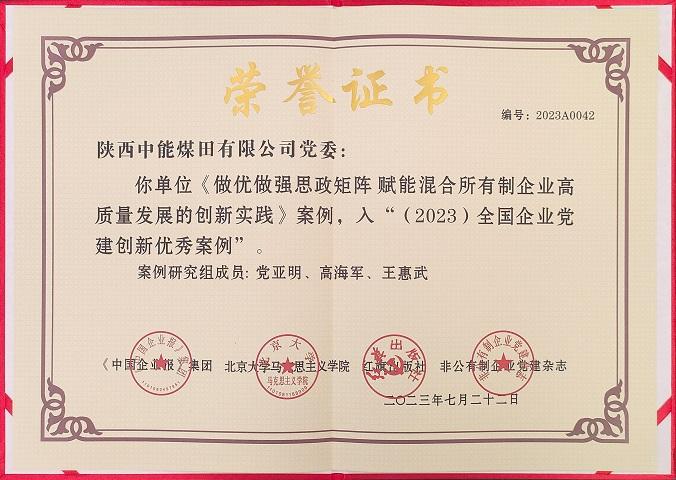 荣誉证书
编号：2023A0042
陕西中能煤田有限公司党委：
你单位《做优做强思政矩阵 赋能混合所有制企业高
质量发展的创新实践》案例，入“（2023）全国企业党
建创新优秀案例”。
案例研究组成员：党亚明、高海军、王惠武
《中国企业报》集团 北京大学马克思主义学院 红旗出版社 非公有制企业党建杂志
二〇二三年七月二十二日